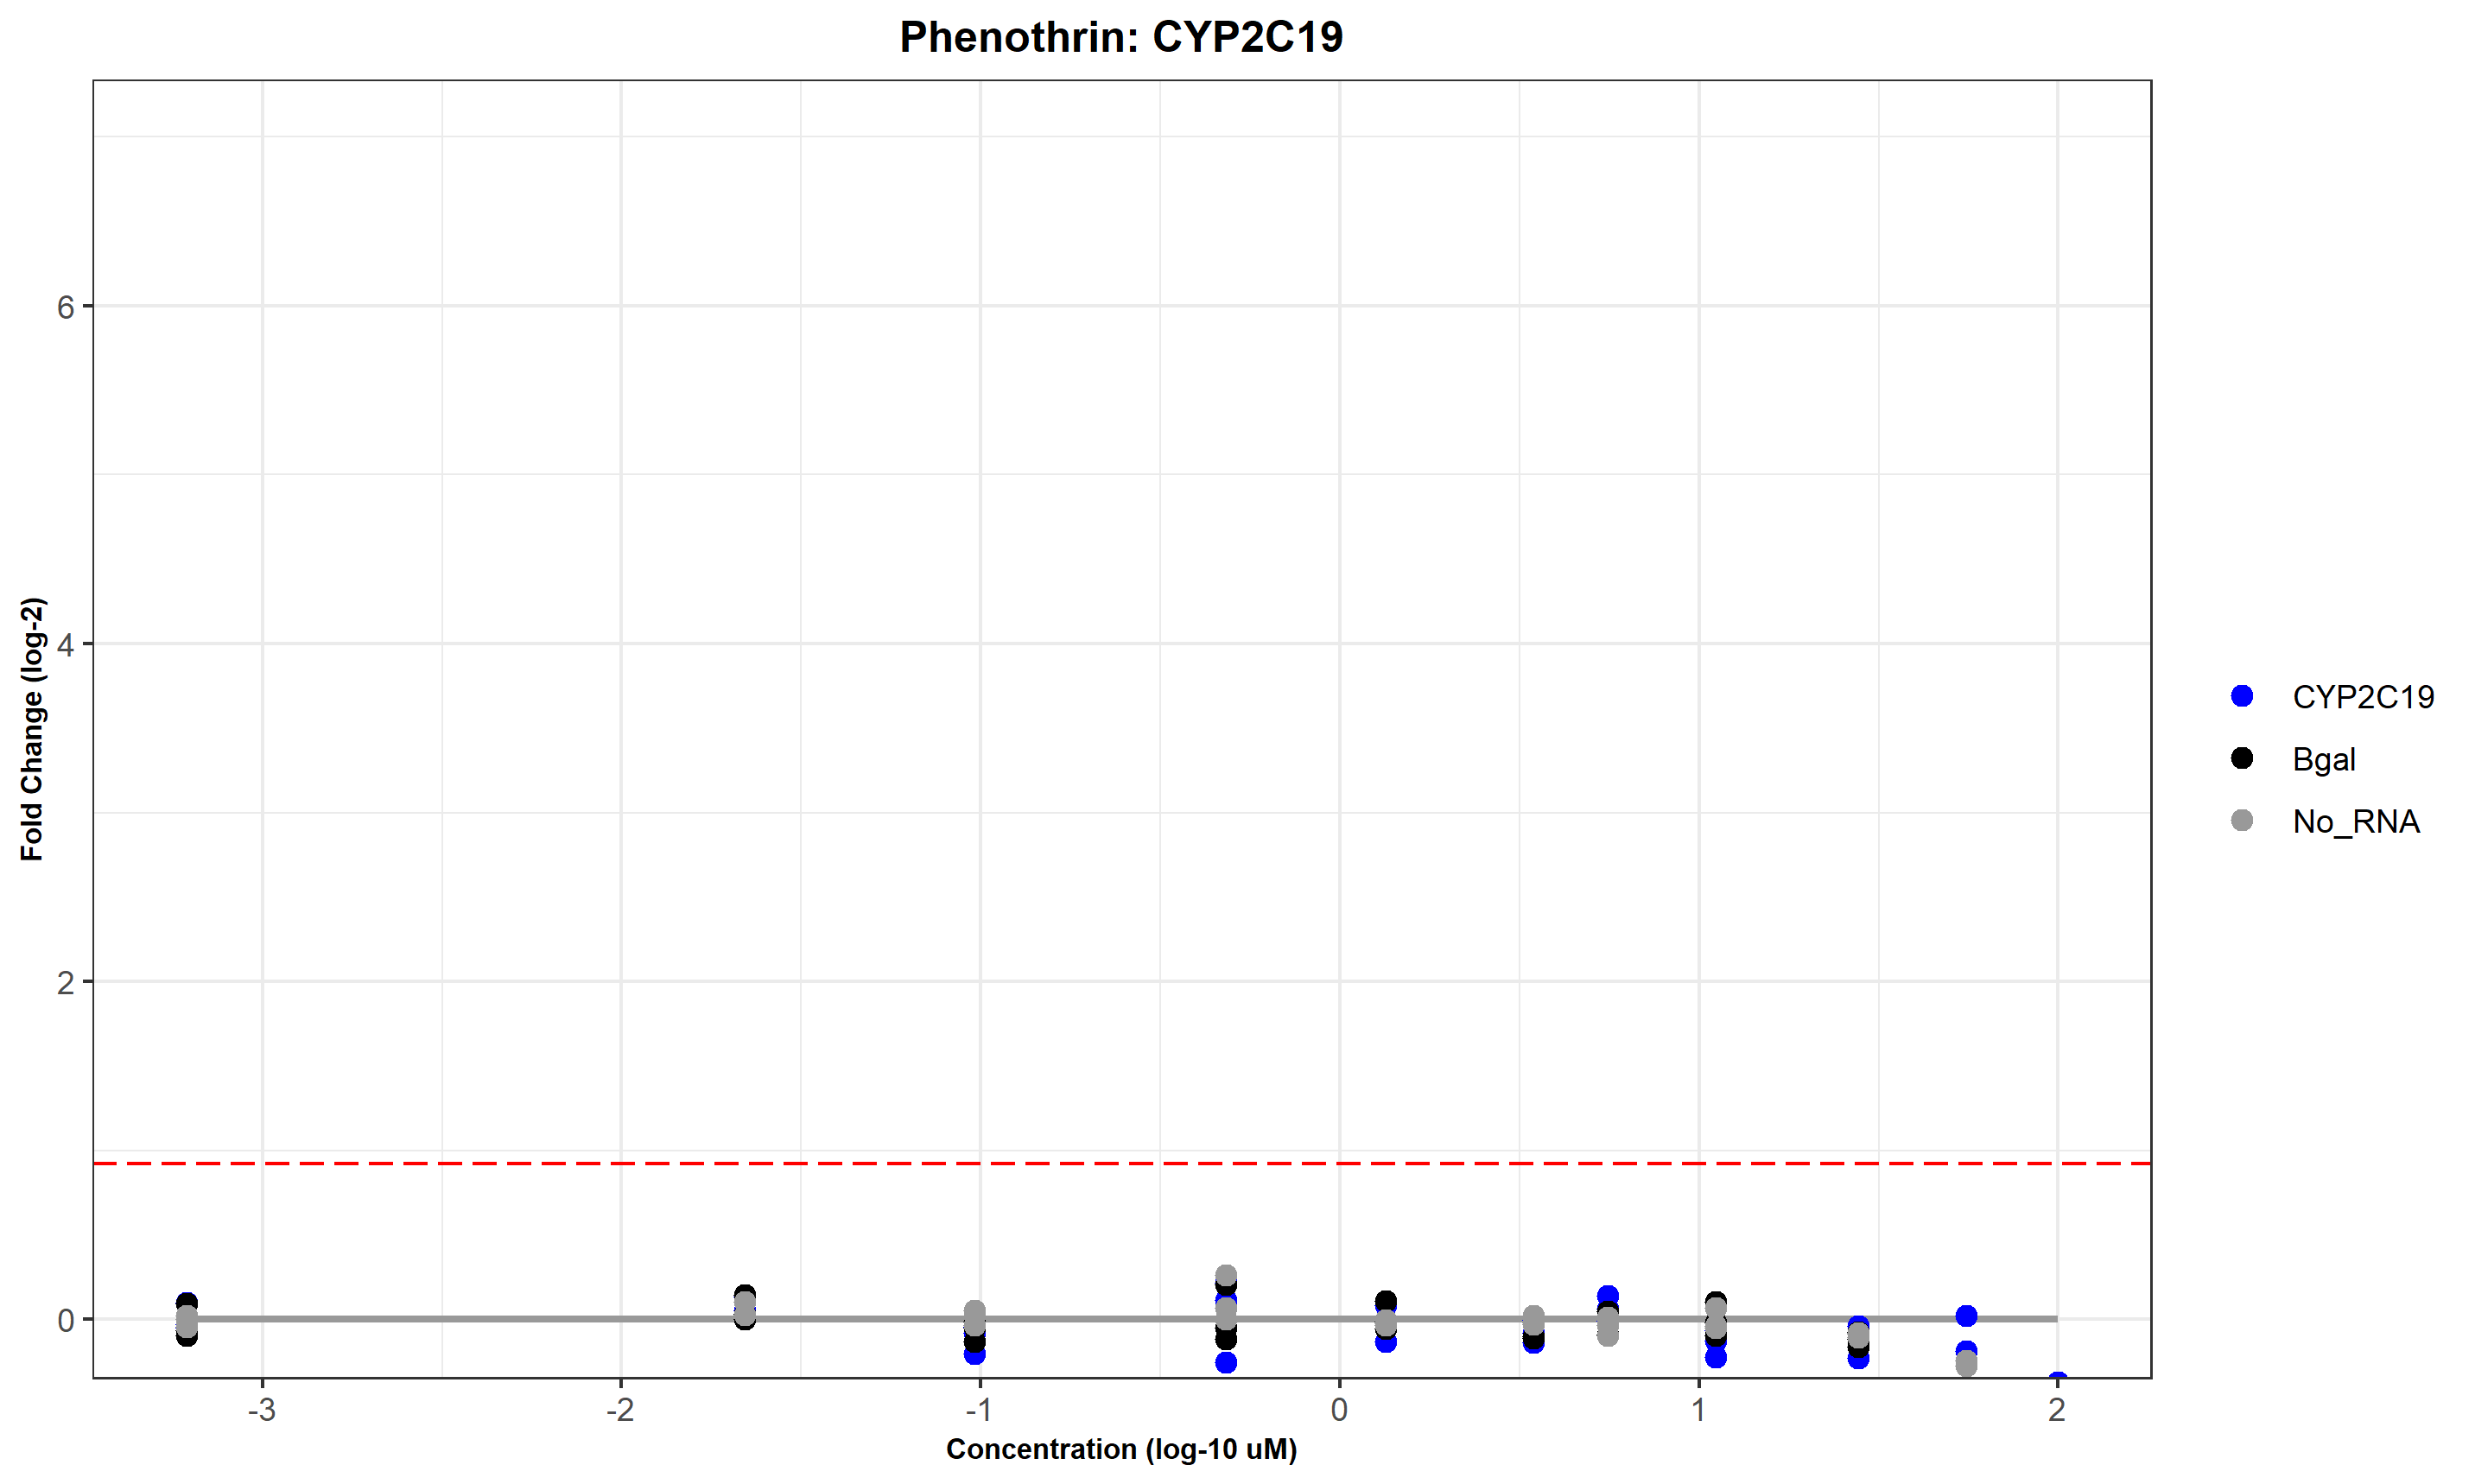 Phenothrin: CYP2C19
Fold Change (log-2)
6
4
2
0
-3
-2
-1
0
1
2
Concentration (log-10 uM)
CYP2C19
Bgal
No_RNA